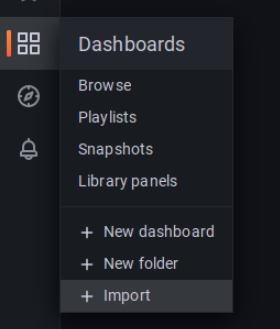 Dashboards
Browse
Playlists
Snapshots
Library panels
+ New dashboard
+ New folder
+ Import